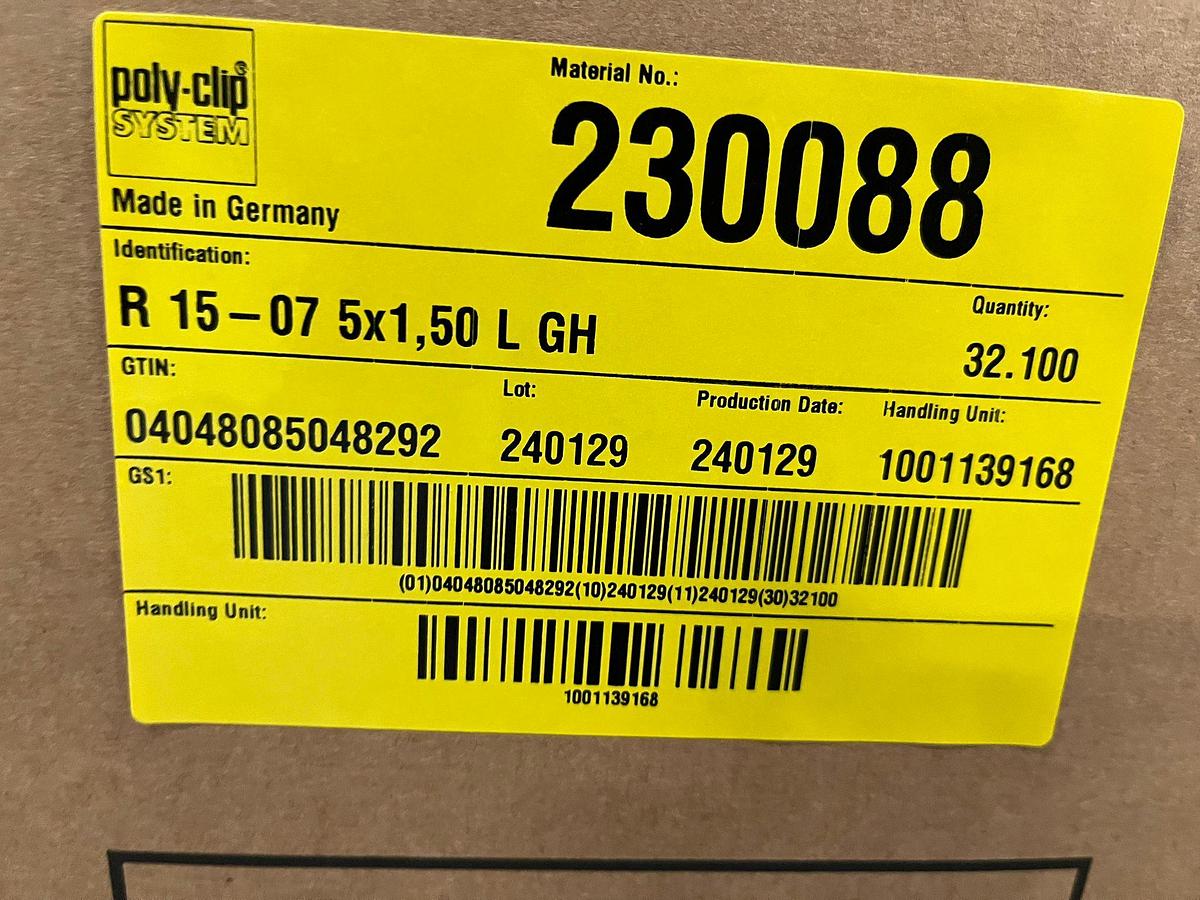 poly-clip®
SYSTEM
Made in Germany
Material No.:
230088
Identification:
R 15-07 5x1,50 L GH
Quantity:
32.100
GTIN:
04048085048292
Lot:
240129
Production Date:
240129
Handling Unit:
1001139168
GS1:
(01)04048085048292(10)240129(11)240129(30)32100
Handling Unit:
1001139168